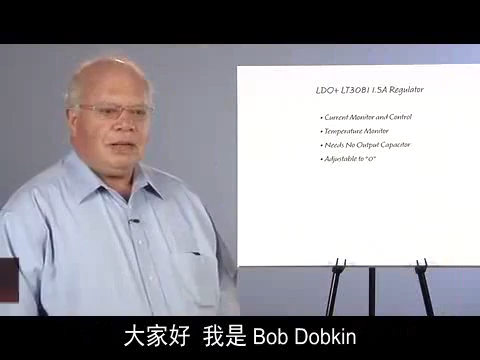 LDO+ LT3081 1.5A Regulator
• Current Monitor and Control
• Temperature Monitor
• Needs No Output Capacitor
• Adjustable to "0"
大家好 我是 Bob Dobkin